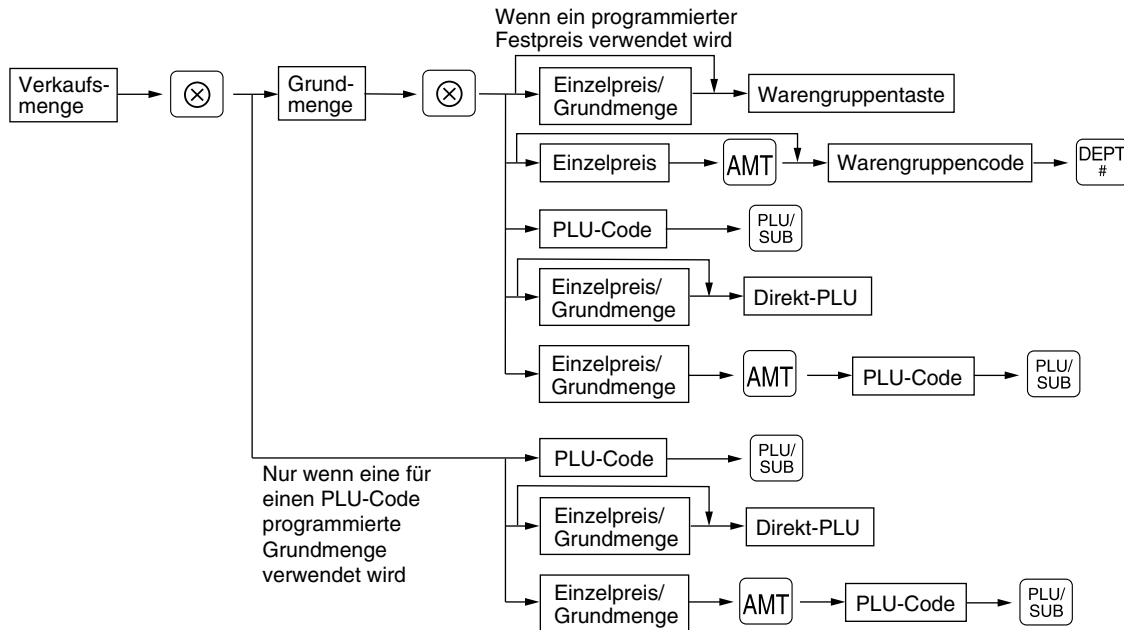 Wenn ein programmierter
Festpreis verwendet wird
Verkaufs-
menge
⊗
Grund-
menge
⊗
Einzelpreis/
Grundmenge
Warengruppentaste
Einzelpreis
AMT
Warengruppencode
DEPT
#
PLU-Code
PLU/
SUB
Einzelpreis/
Grundmenge
Direkt-PLU
Einzelpreis/
Grundmenge
AMT
PLU-Code
PLU/
SUB
Nur wenn eine für
einen PLU-Code
programmierte
Grundmenge
verwendet wird
PLU-Code
PLU/
SUB
Einzelpreis/
Grundmenge
Direkt-PLU
Einzelpreis/
Grundmenge
AMT
PLU-Code
PLU/
SUB